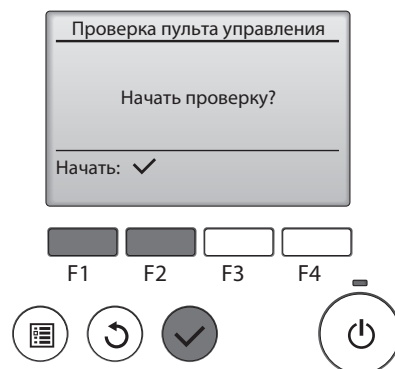 Проверка пульта управления
Начать проверку?
Начать: ✓
F1 F2 F3 F4